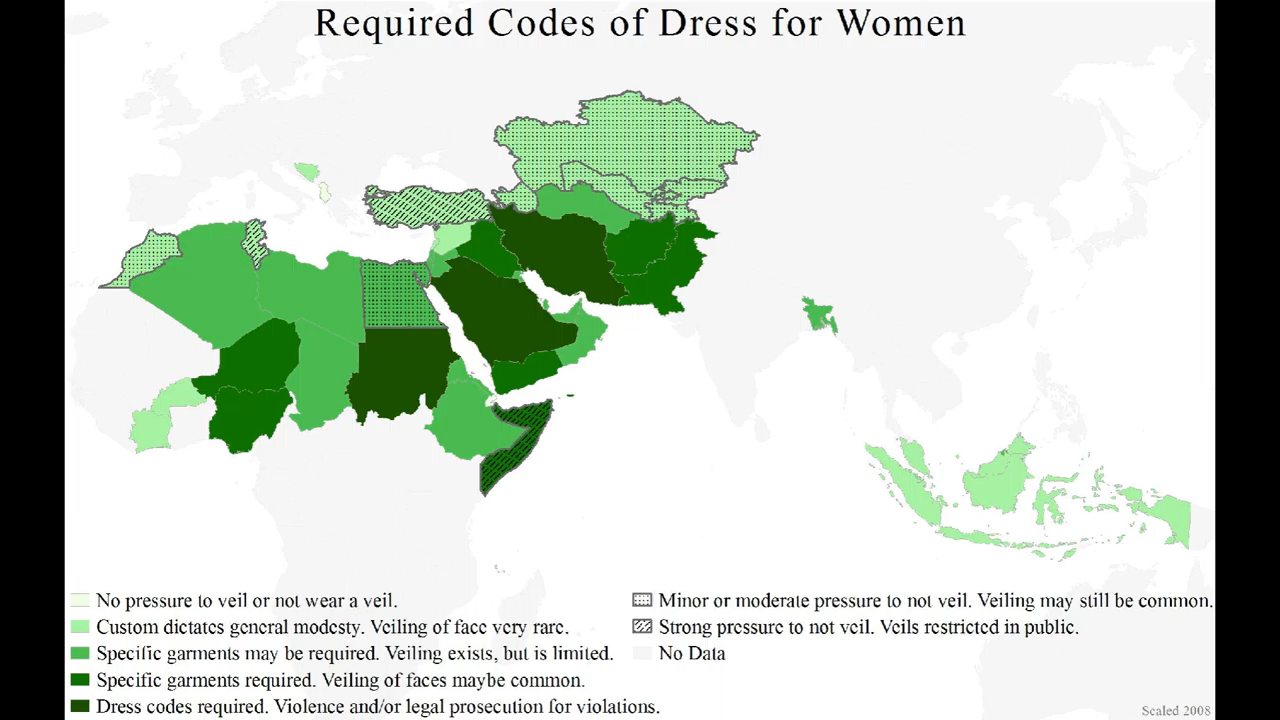 Required Codes of Dress for Women
No pressure to veil or not wear a veil.
Custom dictates general modesty. Veiling of face very rare.
Specific garments may be required. Veiling exists, but is limited.
Specific garments required. Veiling of faces maybe common.
Dress codes required. Violence and/or legal prosecution for violations.
Minor or moderate pressure to not veil. Veiling may still be common.
Strong pressure to not veil. Veils restricted in public.
No Data
Scaled 2008